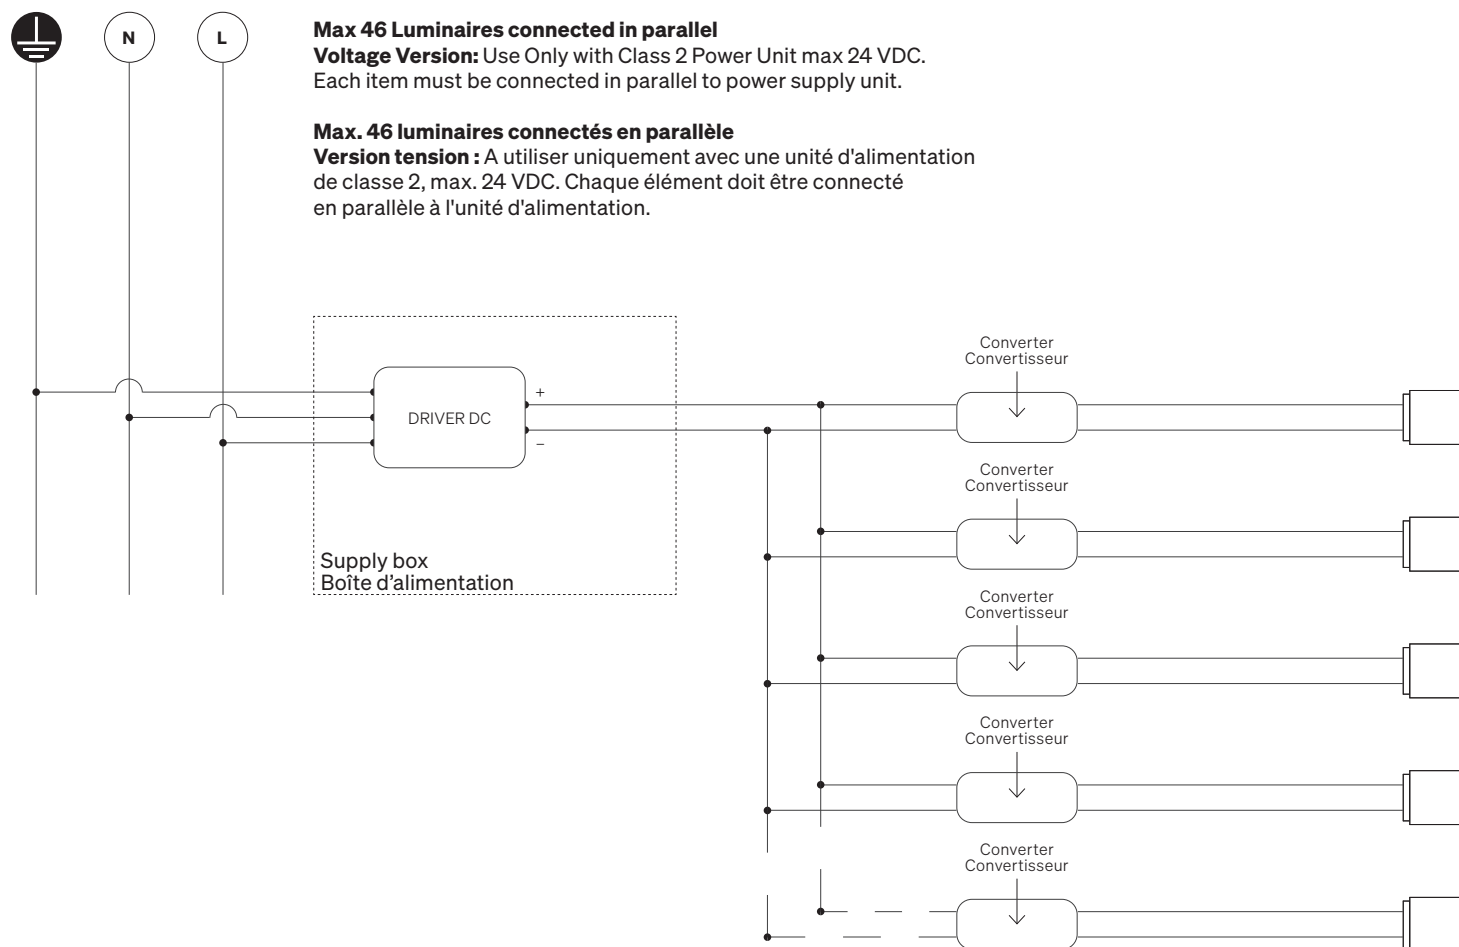 N
L
Max 46 Luminaires connected in parallel
Voltage Version: Use Only with Class 2 Power Unit max 24 VDC.
Each item must be connected in parallel to power supply unit.
Max. 46 luminaires connectés en parallèle
Version tension : A utiliser uniquement avec une unité d'alimentation
de classe 2, max. 24 VDC. Chaque élément doit être connecté
en parallèle à l'unité d'alimentation.
DRIVER DC
+
–
Supply box
Boîte d’alimentation
Converter
Convertisseur
Converter
Convertisseur
Converter
Convertisseur
Converter
Convertisseur
Converter
Convertisseur